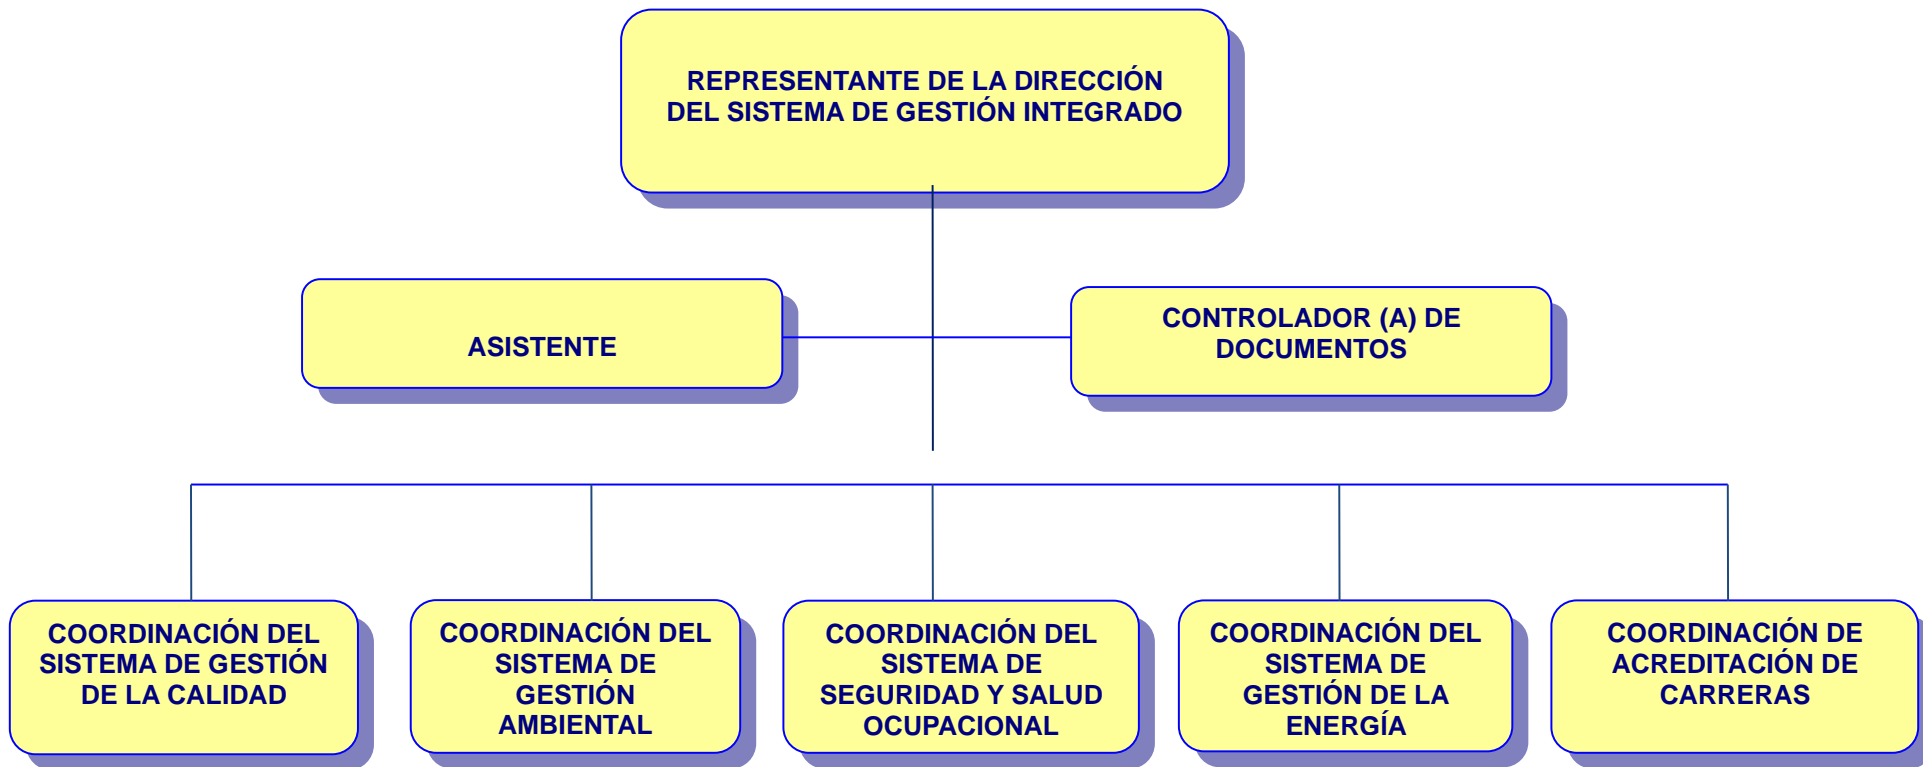 REPRESENTANTE DE LA DIRECCIÓN
DEL SISTEMA DE GESTIÓN INTEGRADO
ASISTENTE
CONTROLADOR (A) DE
DOCUMENTOS
COORDINACIÓN DEL
SISTEMA DE GESTIÓN
DE LA CALIDAD
COORDINACIÓN DEL
SISTEMA DE
GESTIÓN
AMBIENTAL
COORDINACIÓN DEL
SISTEMA DE
SEGURIDAD Y SALUD
OCUPACIONAL
COORDINACIÓN DEL
SISTEMA DE
GESTIÓN DE LA
ENERGÍA
COORDINACIÓN DE
ACREDITACIÓN DE
CARRERAS